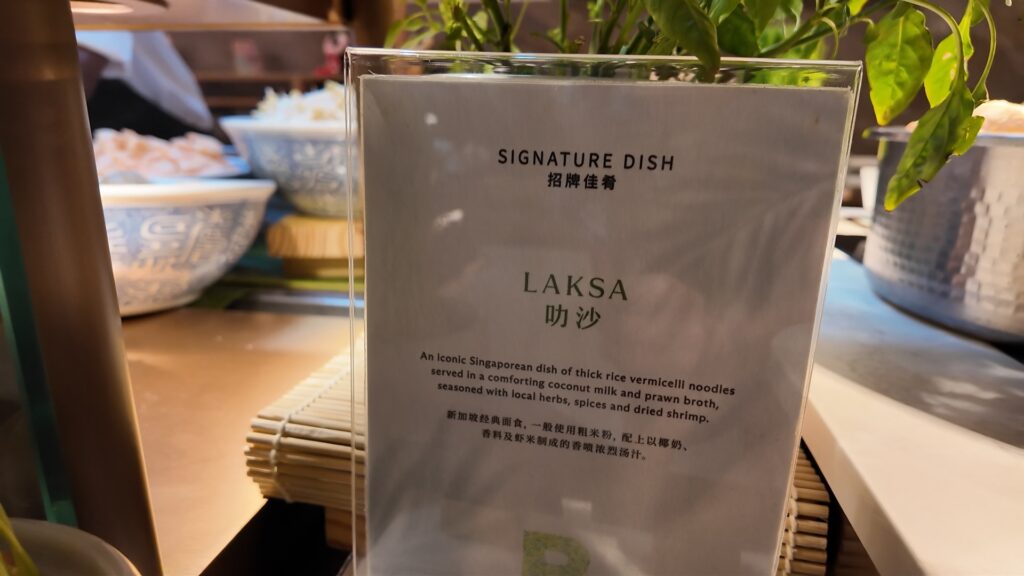 SIGNATURE DISH
招牌佳肴
LAKSA
叻沙
An iconic Singaporean dish of thick rice vermicelli noodles
served in a comforting coconut milk and prawn broth,
seasoned with local herbs, spices and dried shrimp.
新加坡经典面食，一般使用粗米粉，配上以椰奶、
香料及虾米制成的香喷浓烈汤汁。